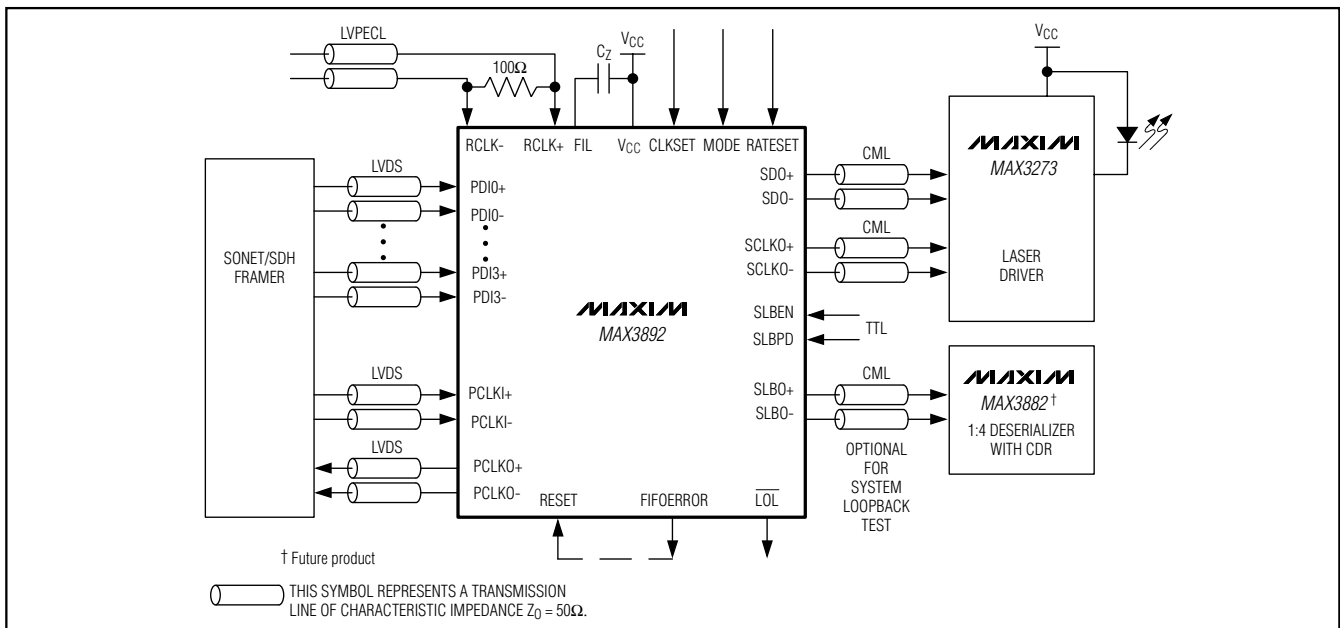 LVPECL
100Ω
CZ
VCC
VCC
RCLK-
RCLK+
FIL
VCC
CLKSET
MODE
RATESET
SONET/SDH
FRAMER
LVDS
LVDS
LVDS
LVDS
PDI0+
PDI0-
PDI3+
PDI3-
PCLKI+
PCLKI-
PCLKO+
PCLKO-
MAXIM
MAX3892
SDO+
SDO-
SCLKO+
SCLKO-
SLBEN
SLBPD
SLBO+
SLBO-
RESET
FIFOERROR
LOL
CML
CML
TTL
CML
OPTIONAL
FOR
SYSTEM
LOOPBACK
TEST
MAXIM
MAX3273
LASER
DRIVER
MAXIM
MAX3882†
1:4 DESERIALIZER
WITH CDR
† Future product
THIS SYMBOL REPRESENTS A TRANSMISSION
LINE OF CHARACTERISTIC IMPEDANCE Z0 = 50Ω.